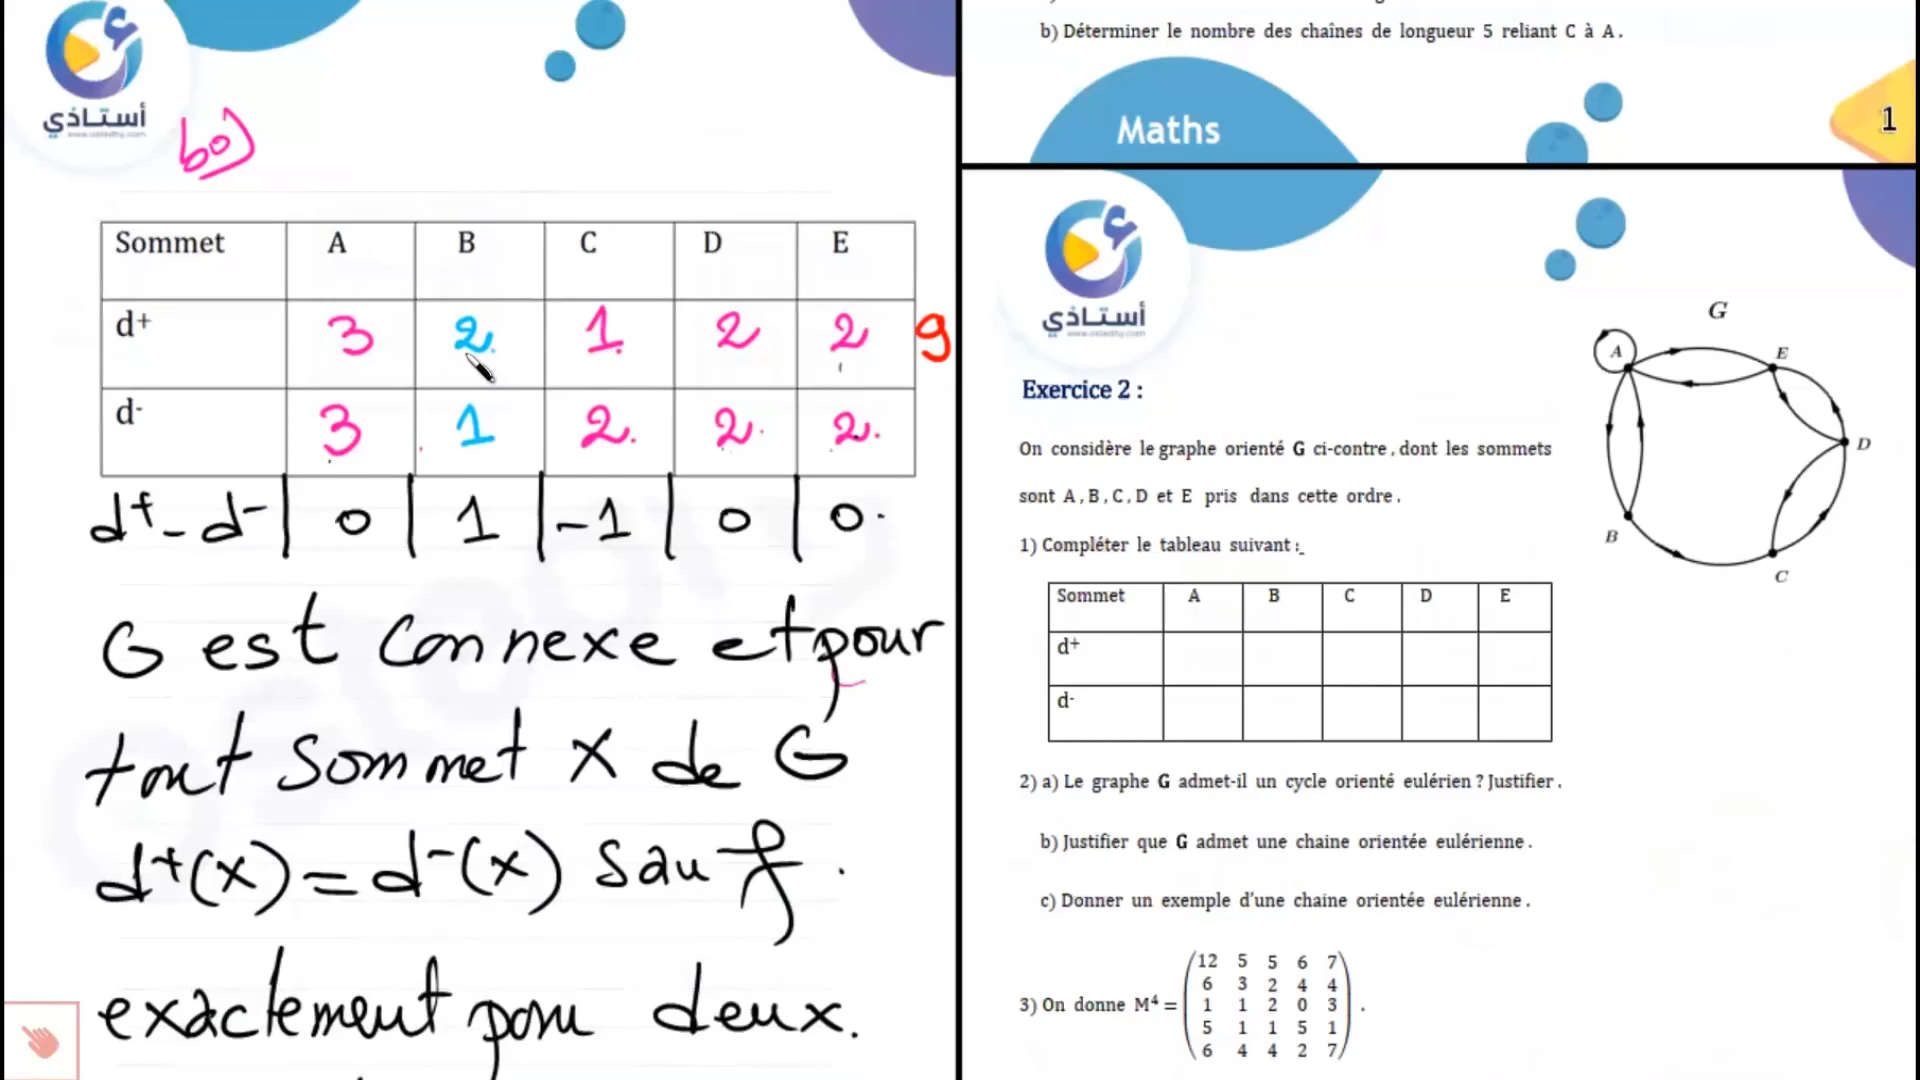 أستاذي
www.ostedhy.com
b)
Sommet A B C D E
d+ 3 2 1 2 2 9
d- 3 1 2 2 2
d+ - d- | 0 | 1 | -1 | 0 | 0
G est connexe et pour
tout sommet x de G
d+(x) = d-(x) sauf
exactement pour deux.
b) Déterminer le nombre des chaînes de longueur 5 reliant C à A.
Maths
1
أستاذي
www.ostedhy.com
G
A
E
D
B
C
Exercice 2 :
On considère le graphe orienté G ci-contre, dont les sommets
sont A, B, C, D et E pris dans cette ordre.
1) Compléter le tableau suivant :
Sommet A B C D E
d+
d-
2) a) Le graphe G admet-il un cycle orienté eulérien ? Justifier.
b) Justifier que G admet une chaine orientée eulérienne.
c) Donner un exemple d'une chaine orientée eulérienne.
3) On donne M⁴ =
12 5 5 6 7
6 3 2 4 4
1 1 2 0 3
5 1 1 5 1
6 4 4 2 7